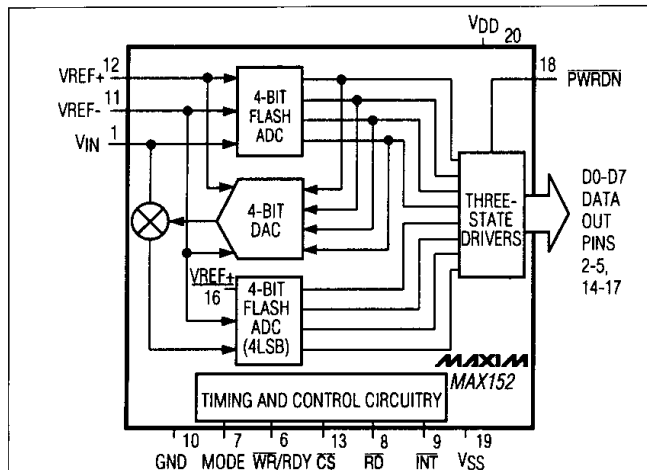 VDD
20
12
VREF+
11
VREF-
1
VIN
18
PWRDN
4-BIT
FLASH
ADC
4-BIT
DAC
VREF+
16
4-BIT
FLASH
ADC
(4LSB)
THREE-
STATE
DRIVERS
D0-D7
DATA
OUT
PINS
2-5,
14-17
MAXIM
MAX152
TIMING AND CONTROL CIRCUITRY
10 7 6 13 8 9 19
GND MODE WR/RDY CS RD INT VSS